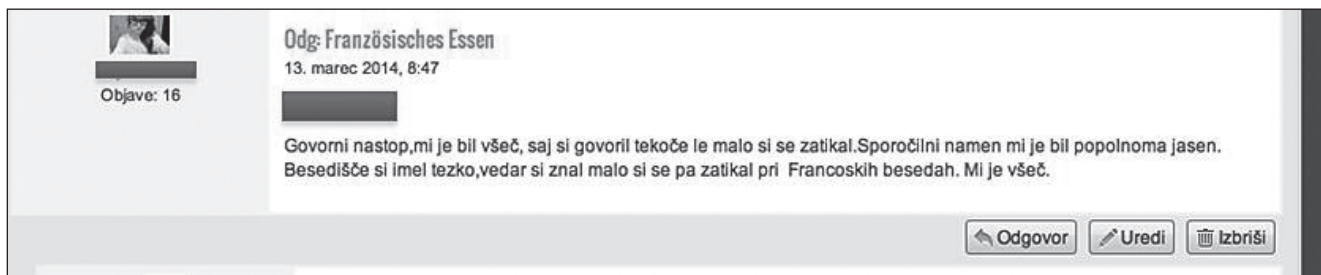 Odg: Französisches Essen
13. marec 2014, 8:47
Objave: 16
Govorni nastop,mi je bil všeč, saj si govoril tekoče le malo si se zatikal.Sporočilni namen mi je bil popolnoma jasen.
Besedišče si imel tezko,vedar si znal malo si se pa zatikal pri Francoskih besedah. Mi je všeč.
Odgovor Uredi Izbriši